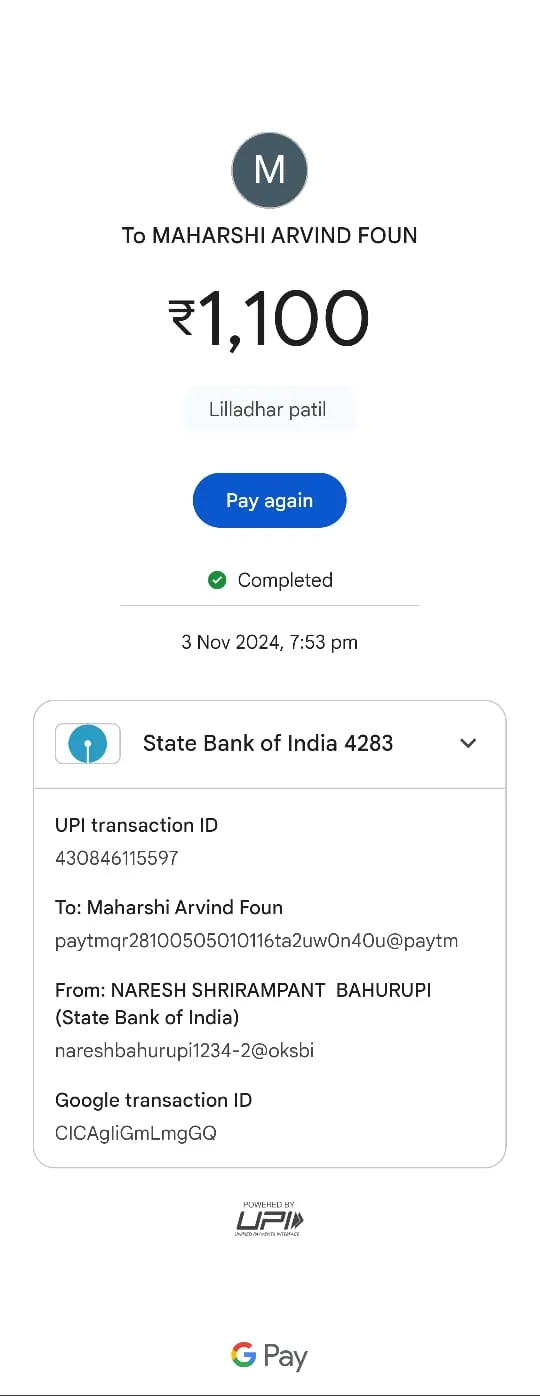 M
To MAHARSHI ARVIND FOUN
₹1,100
Lilladhar patil
Pay again
Completed
3 Nov 2024, 7:53 pm
State Bank of India 4283
UPI transaction ID
430846115597
To: Maharshi Arvind Foun
paytmqr28100505010116ta2uw0n40u@paytm
From: NARESH SHRIRAMPANT BAHURUPI
(State Bank of India)
nareshbahurupi1234-2@oksbi
Google transaction ID
CICAgIiGmLmgGQ
POWERED BY
UPI
UNIFIED PAYMENTS INTERFACE
G Pay